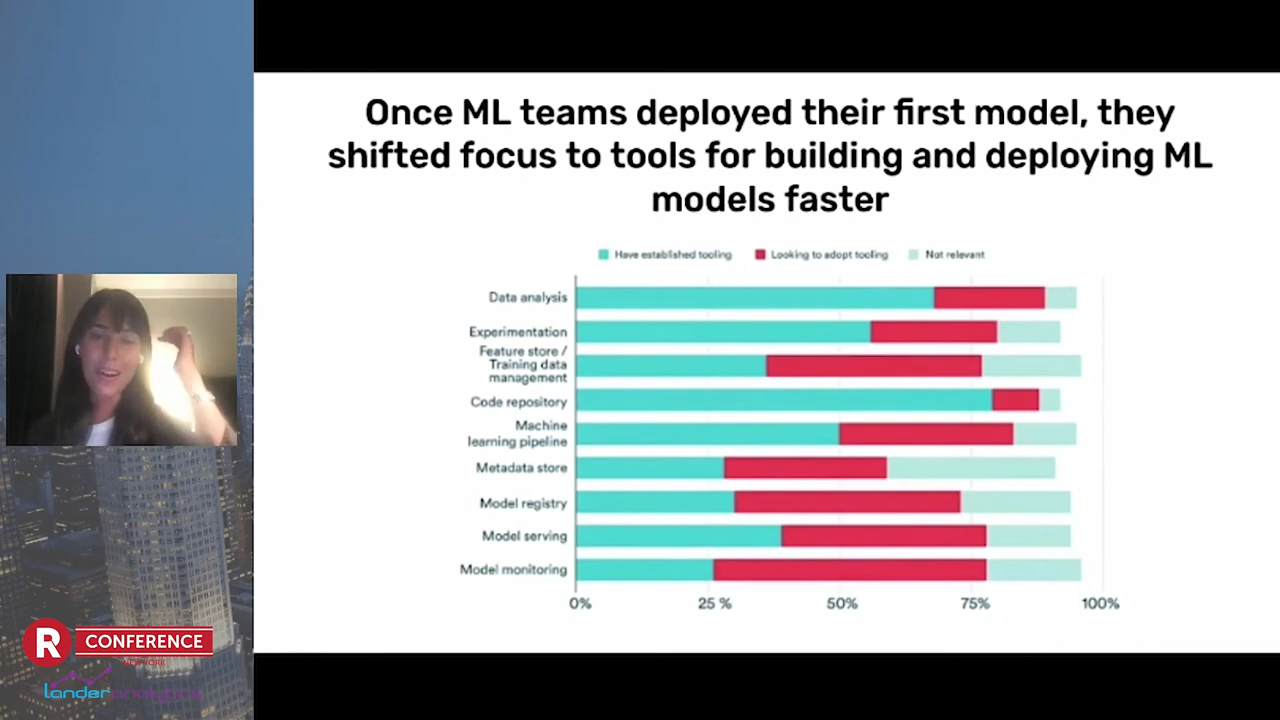 Once ML teams deployed their first model, they
shifted focus to tools for building and deploying ML
models faster
Have established tooling
Looking to adopt tooling
Not relevant
Data analysis
Experimentation
Feature store /
Training data
management
Code repository
Machine
learning pipeline
Metadata store
Model registry
Model serving
Model monitoring
0%
25 %
50%
75%
100%
R
CONFERENCE
NEW YORK
lander analytics